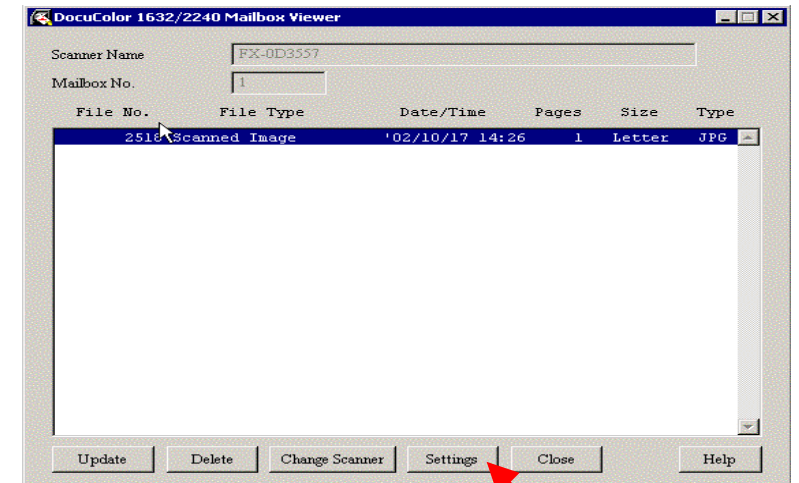 DocuColor 1632/2240 Mailbox Viewer
Scanner Name FX-0D3557
Mailbox No. 1
File No. File Type Date/Time Pages Size Type
2518 Scanned Image '02/10/17 14:26 1 Letter JPG
Update Delete Change Scanner Settings Close Help